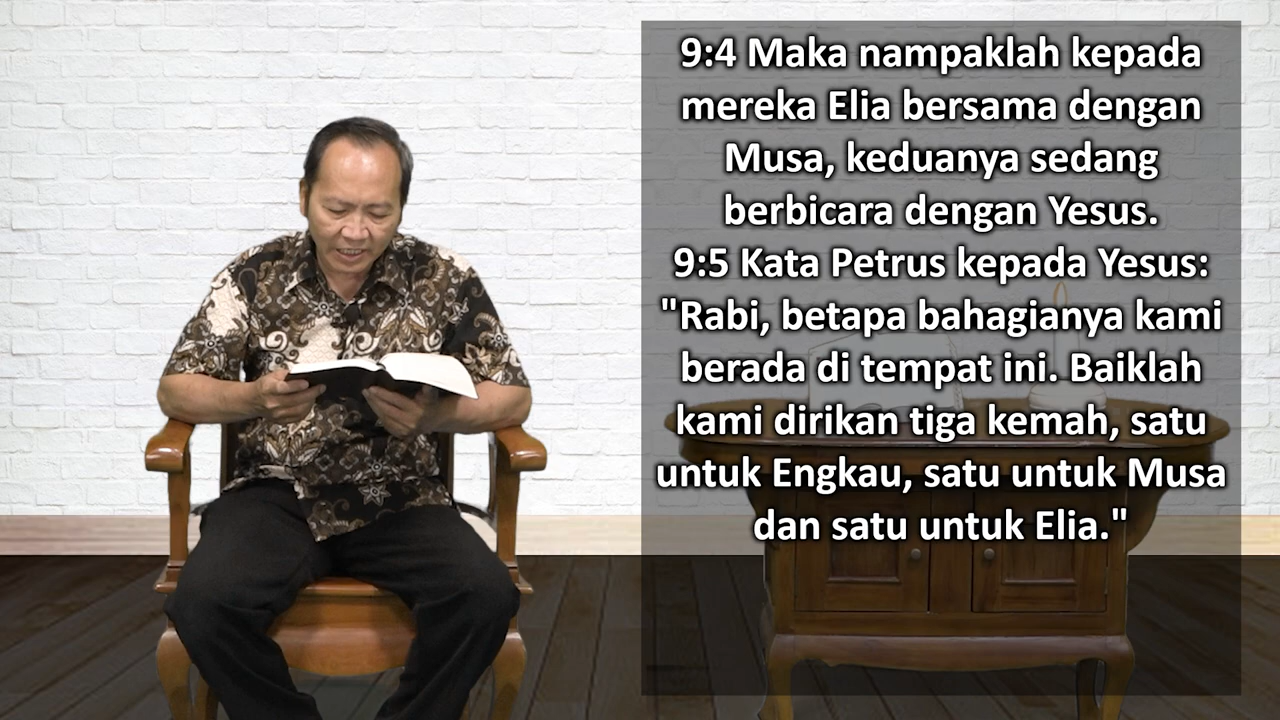 9:4 Maka nampaklah kepada
mereka Elia bersama dengan
Musa, keduanya sedang
berbicara dengan Yesus.
9:5 Kata Petrus kepada Yesus:
"Rabi, betapa bahagianya kami
berada di tempat ini. Baiklah
kami dirikan tiga kemah, satu
untuk Engkau, satu untuk Musa
dan satu untuk Elia."